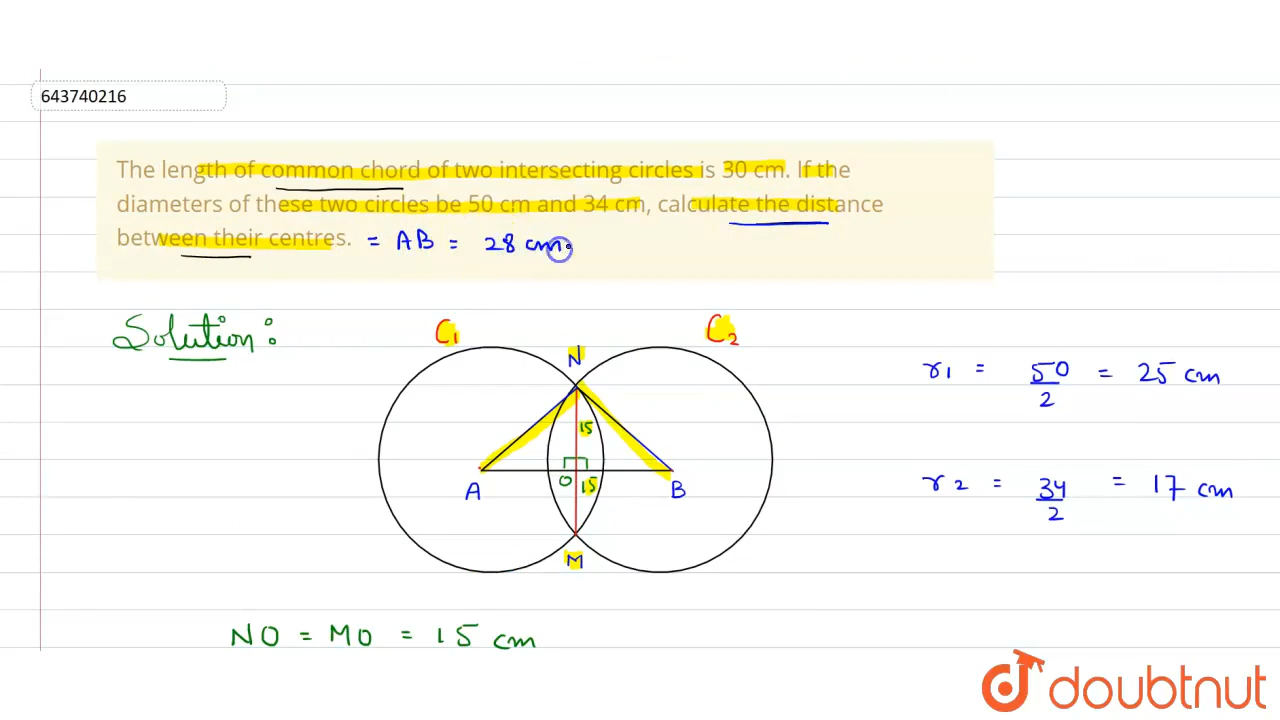 643740216
The length of common chord of two intersecting circles is 30 cm. If the
diameters of these two circles be 50 cm and 34 cm, calculate the distance
between their centres. = AB = 28 cm.
Solution:
C1
C2
N
r1 = 50/2 = 25 cm
15
O
15
A
B
r2 = 34/2 = 17 cm
M
NO = MO = 15 cm
doubtnut